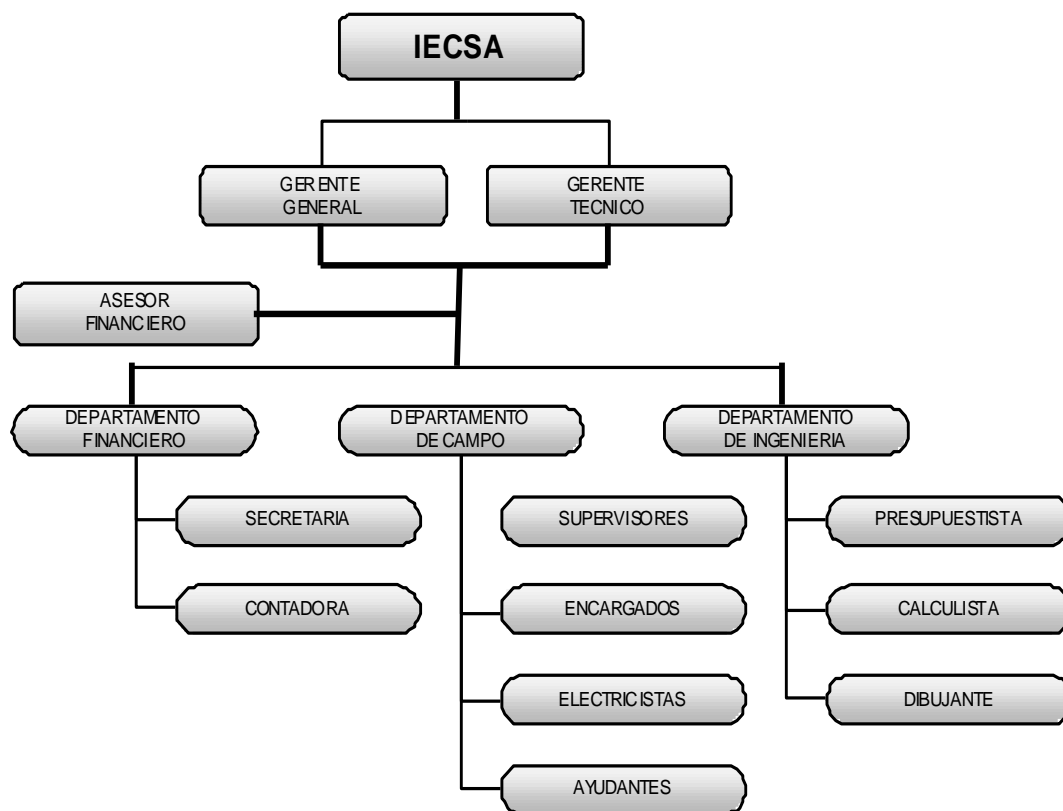 IECSA
GERENTE
GENERAL
GERENTE
TECNICO
ASESOR
FINANCIERO
DEPARTAMENTO
FINANCIERO
DEPARTAMENTO
DE CAMPO
DEPARTAMENTO
DE INGENIERIA
SECRETARIA
SUPERVISORES
PRESUPUESTISTA
CONTADORA
ENCARGADOS
CALCULISTA
ELECTRICISTAS
DIBUJANTE
AYUDANTES